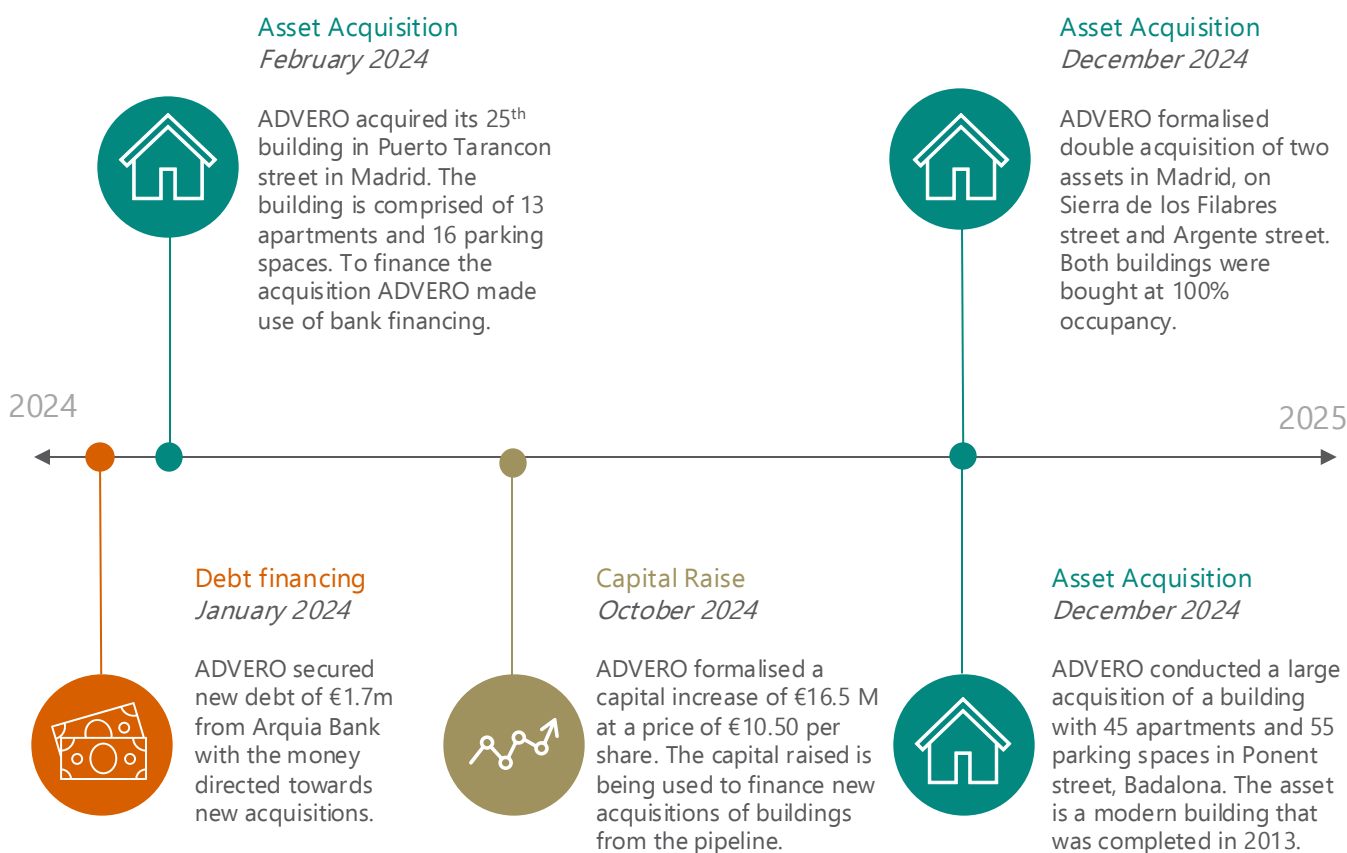 Asset Acquisition
February 2024
ADVERO acquired its 25th
building in Puerto Tarancon
street in Madrid. The
building is comprised of 13
apartments and 16 parking
spaces. To finance the
acquisition ADVERO made
use of bank financing.
Asset Acquisition
December 2024
ADVERO formalised
double acquisition of two
assets in Madrid, on
Sierra de los Filabres
street and Argente street.
Both buildings were
bought at 100%
occupancy.
2024
2025
Debt financing
January 2024
ADVERO secured
new debt of €1.7m
from Arquia Bank
with the money
directed towards
new acquisitions.
Capital Raise
October 2024
ADVERO formalised a
capital increase of €16.5 M
at a price of €10.50 per
share. The capital raised is
being used to finance new
acquisitions of buildings
from the pipeline.
Asset Acquisition
December 2024
ADVERO conducted a large
acquisition of a building
with 45 apartments and 55
parking spaces in Ponent
street, Badalona. The asset
is a modern building that
was completed in 2013.